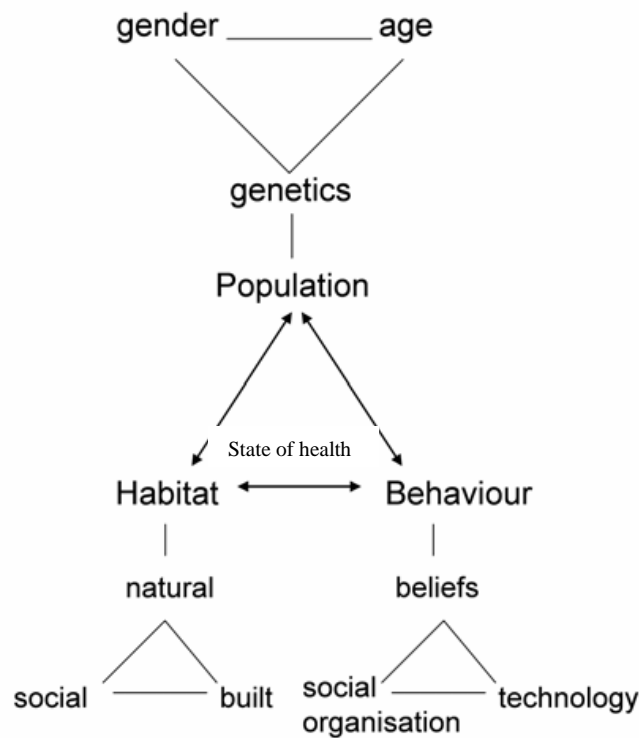 gender age
genetics
Population
State of health
Habitat Behaviour
natural beliefs
social built social organisation technology